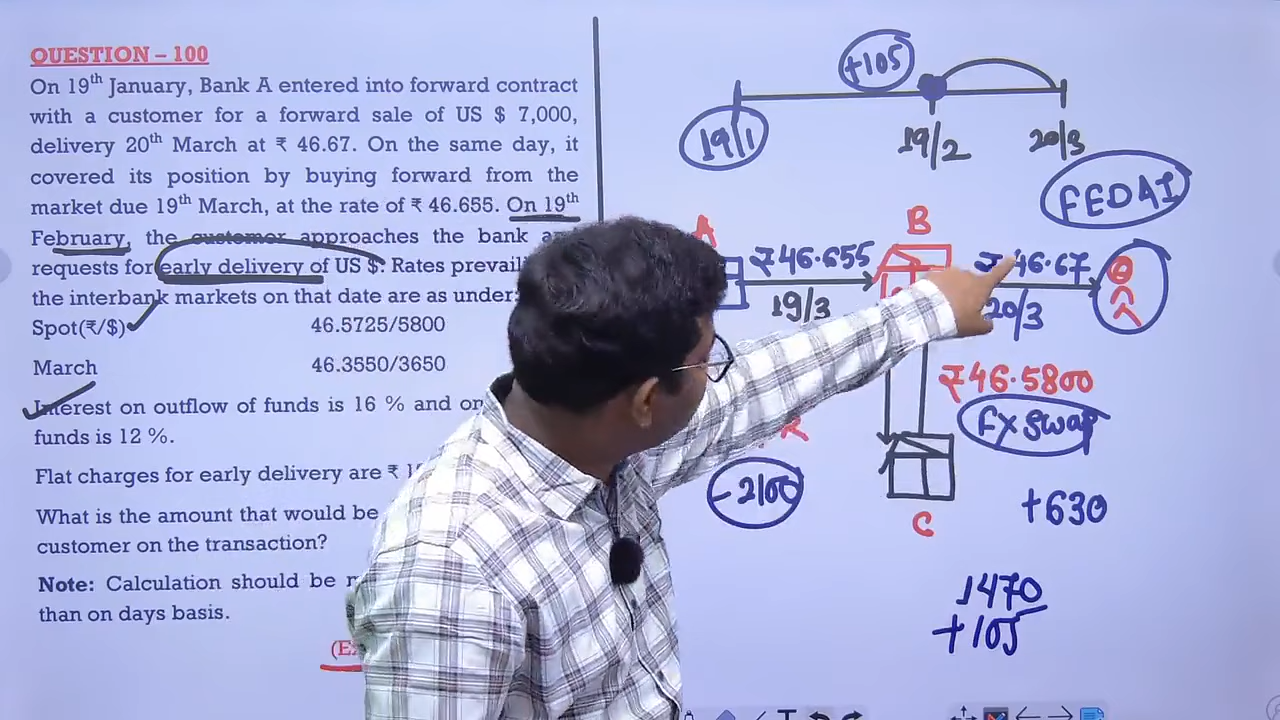 QUESTION – 100
On 19th January, Bank A entered into forward contract
with a customer for a forward sale of US $ 7,000,
delivery 20th March at ₹ 46.67. On the same day, it
covered its position by buying forward from the
market due 19th March, at the rate of ₹ 46.655. On 19th
February, the customer approaches the bank
requests for early delivery of US $. Rates
the interbank markets on that date are as under:
Spot(₹/$) 46.5725/5800
March 46.3550/3650
Interest on outflow of funds is 16 % and
funds is 12 %.
Flat charges for early delivery are ₹
What is the amount that would be
customer on the transaction?
Note: Calculation should be
than on days basis.
+105
19/1
19/2
20/3
FEDAI
A
B
₹46.655
19/3
₹46.67
20/3
₹46.5800
FX SWAP
-2100
C
+630
1470
+105